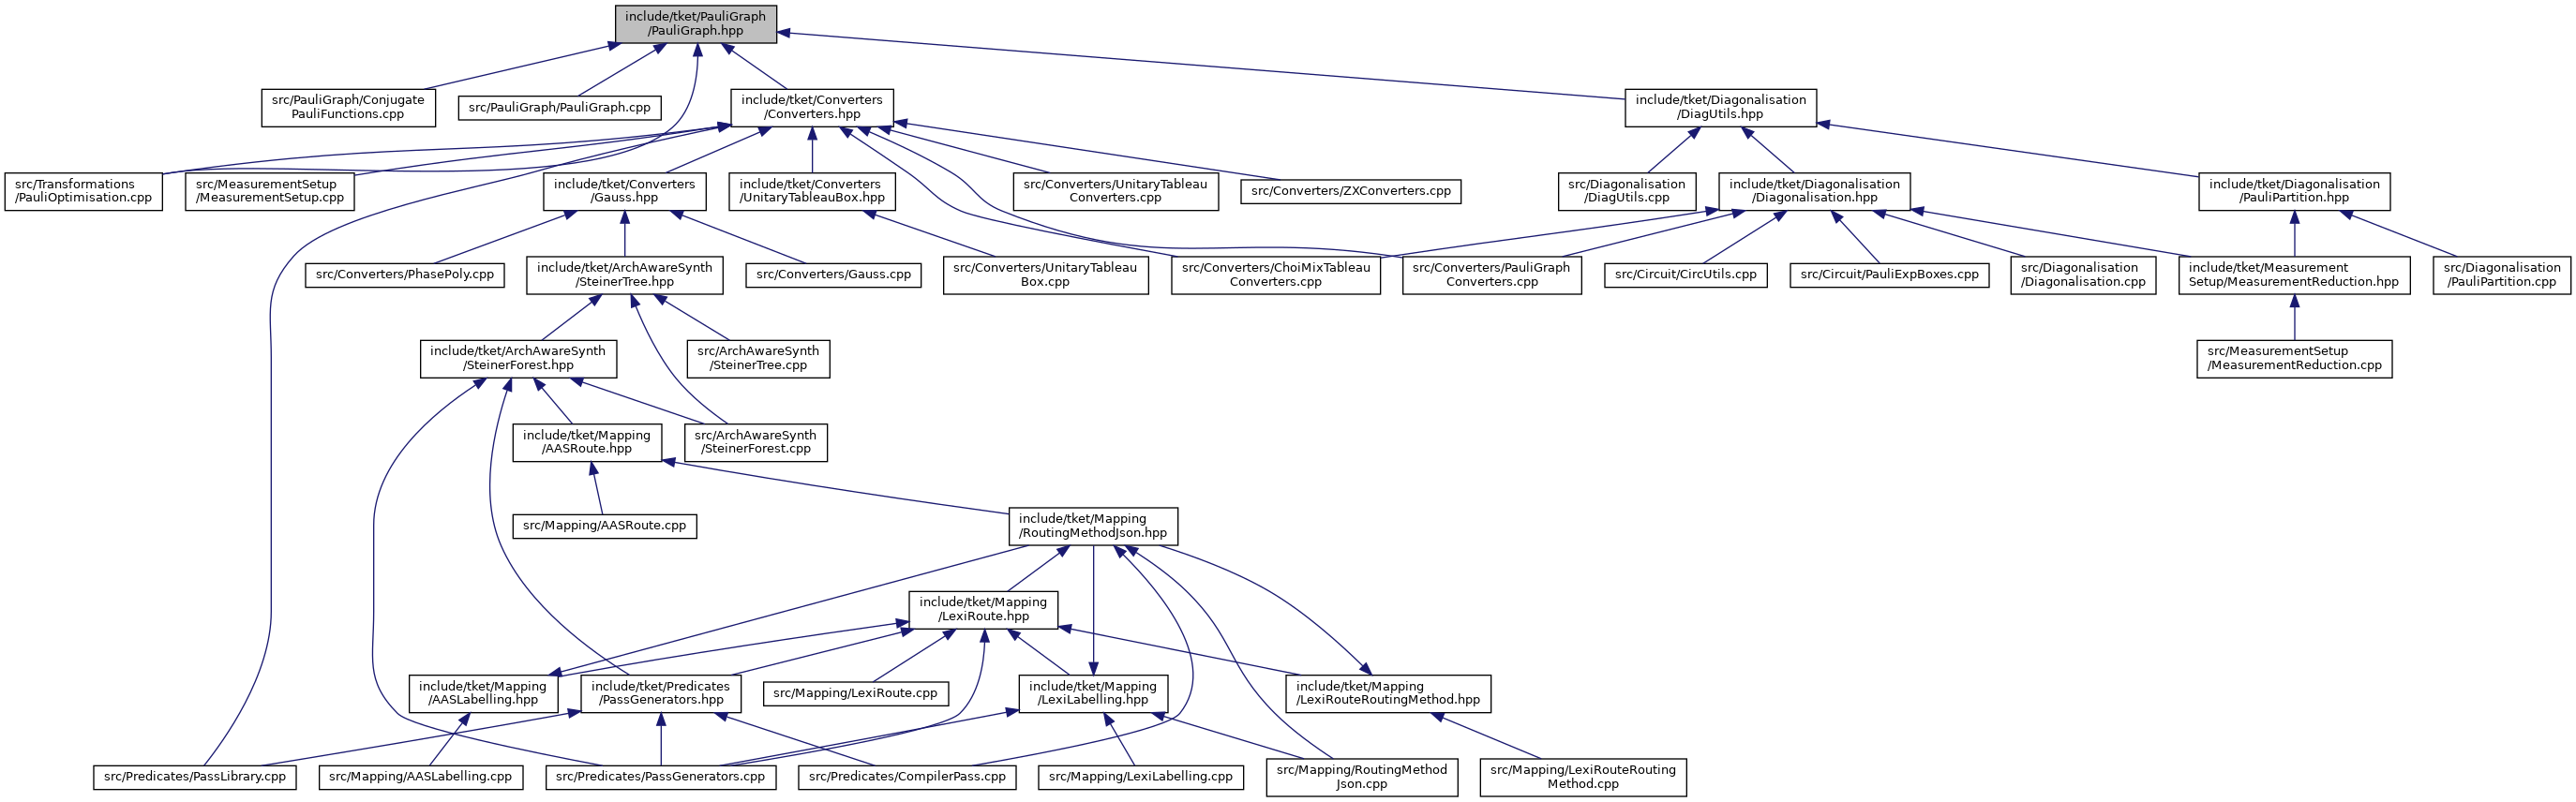 include/tket/PauliGraph
/PauliGraph.hpp
src/PauliGraph/Conjugate
PauliFunctions.cpp
src/PauliGraph/PauliGraph.cpp
include/tket/Converters
/Converters.hpp
include/tket/Diagonalisation
/DiagUtils.hpp
src/Transformations
/PauliOptimisation.cpp
src/MeasurementSetup
/MeasurementSetup.cpp
include/tket/Converters
/Gauss.hpp
include/tket/Converters
/UnitaryTableauBox.hpp
src/Converters/UnitaryTableau
Converters.cpp
src/Converters/ZXConverters.cpp
src/Diagonalisation
/DiagUtils.cpp
include/tket/Diagonalisation
/Diagonalisation.hpp
include/tket/Diagonalisation
/PauliPartition.hpp
src/Converters/PhasePoly.cpp
include/tket/ArchAwareSynth
/SteinerTree.hpp
src/Converters/Gauss.cpp
src/Converters/UnitaryTableau
Box.cpp
src/Converters/ChoiMixTableau
Converters.cpp
src/Converters/PauliGraph
Converters.cpp
src/Circuit/CircUtils.cpp
src/Circuit/PauliExpBoxes.cpp
src/Diagonalisation
/Diagonalisation.cpp
include/tket/Measurement
Setup/MeasurementReduction.hpp
src/Diagonalisation
/PauliPartition.cpp
include/tket/ArchAwareSynth
/SteinerForest.hpp
src/ArchAwareSynth
/SteinerTree.cpp
src/MeasurementSetup
/MeasurementReduction.cpp
include/tket/Mapping
/AASRoute.hpp
src/ArchAwareSynth
/SteinerForest.cpp
src/Mapping/AASRoute.cpp
include/tket/Mapping
/RoutingMethodJson.hpp
include/tket/Mapping
/LexiRoute.hpp
include/tket/Mapping
/AASLabelling.hpp
include/tket/Predicates
/PassGenerators.hpp
src/Mapping/LexiRoute.cpp
include/tket/Mapping
/LexiLabelling.hpp
include/tket/Mapping
/LexiRouteRoutingMethod.hpp
src/Predicates/PassLibrary.cpp
src/Mapping/AASLabelling.cpp
src/Predicates/PassGenerators.cpp
src/Predicates/CompilerPass.cpp
src/Mapping/LexiLabelling.cpp
src/Mapping/RoutingMethod
Json.cpp
src/Mapping/LexiRouteRouting
Method.cpp